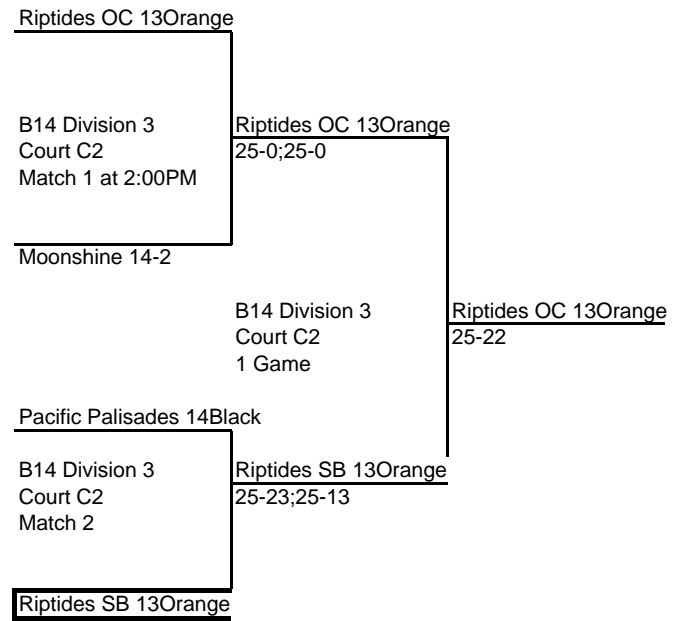 Riptides OC 13Orange
B14 Division 3
Court C2
Match 1 at 2:00PM
Riptides OC 13Orange
25-0;25-0
Moonshine 14-2
B14 Division 3
Court C2
1 Game
Riptides OC 13Orange
25-22
Pacific Palisades 14Black
B14 Division 3
Court C2
Match 2
Riptides SB 13Orange
25-23;25-13
Riptides SB 13Orange